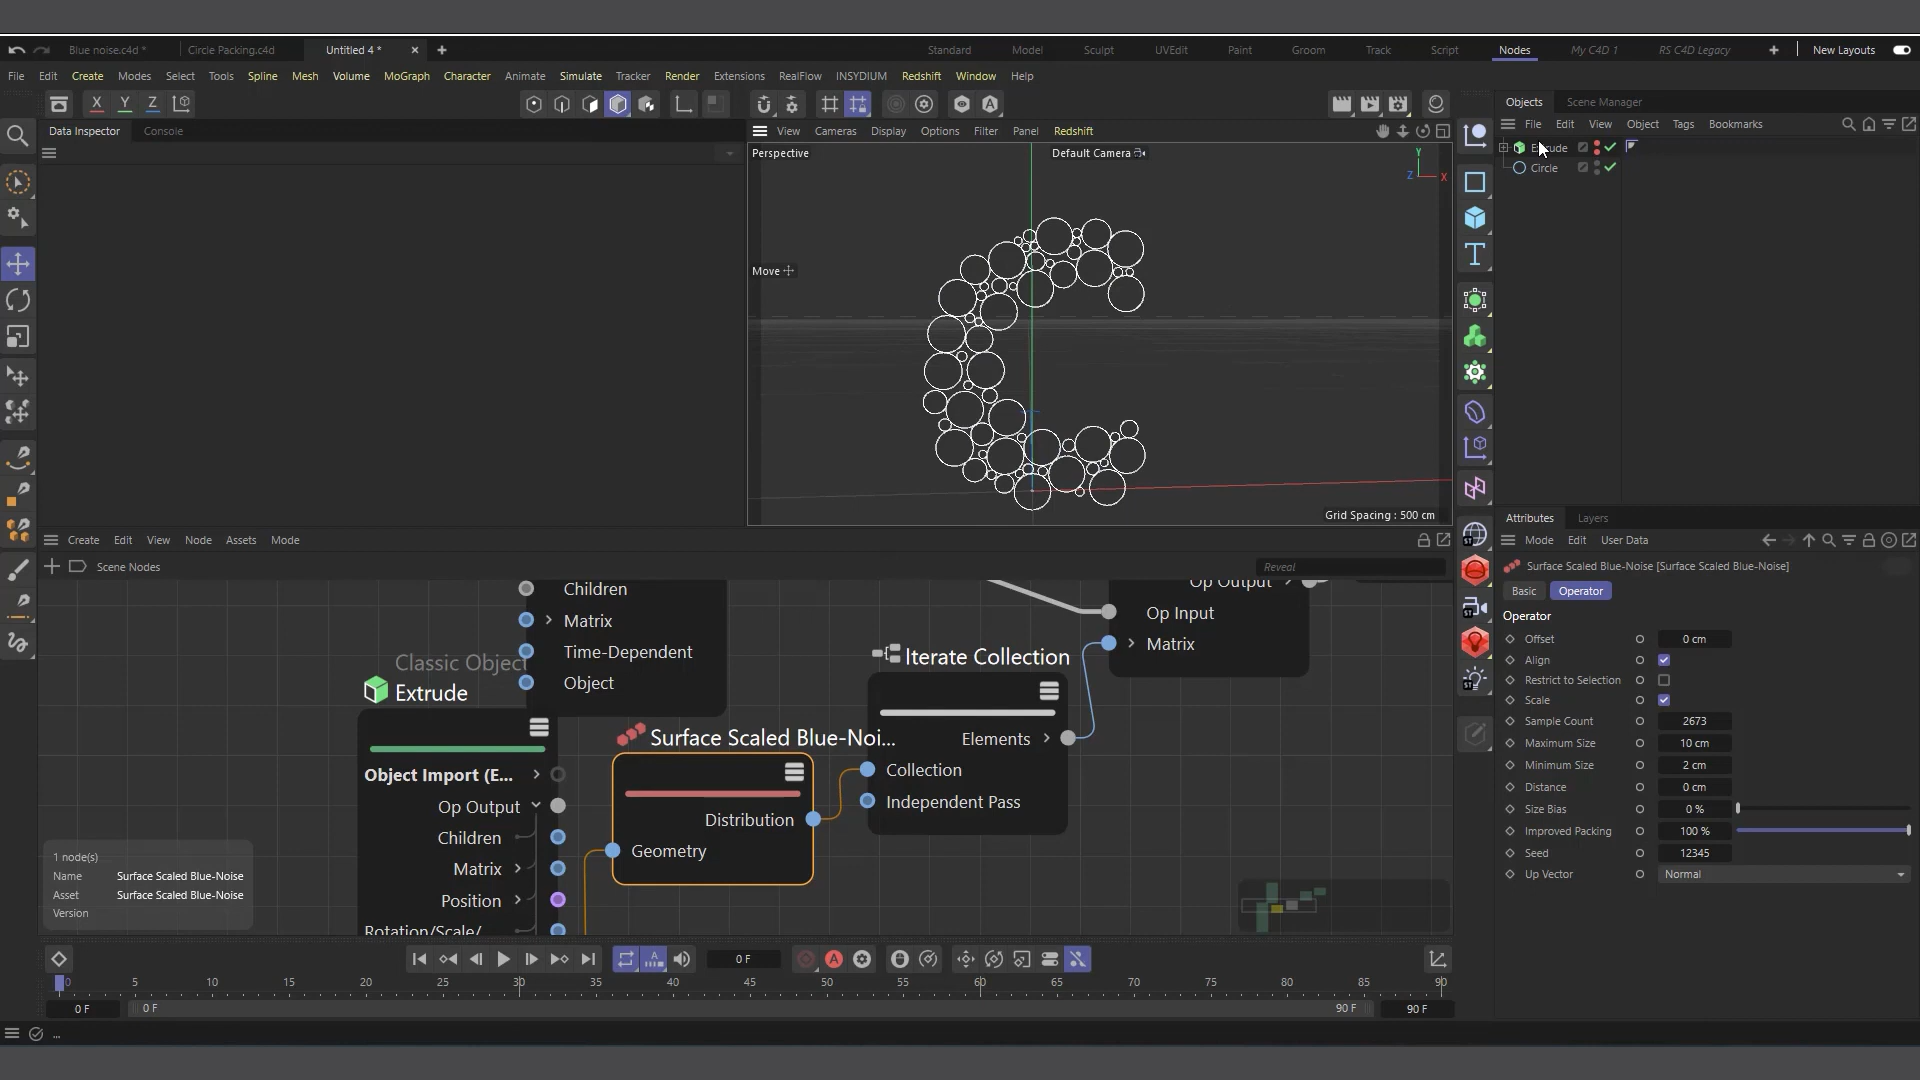 Blue noise.c4d *
Circle Packing.c4d
Untitled 4 *
Standard
Model
Sculpt
UVEdit
Paint
Groom
Track
Script
Nodes
My C4D 1
RS C4D Legacy
New Layouts
File
Edit
Create
Modes
Select
Tools
Spline
Mesh
Volume
MoGraph
Character
Animate
Simulate
Tracker
Render
Extensions
RealFlow
INSYDIUM
Redshift
Window
Help
X
Y
Z
Data Inspector
Console
View
Cameras
Display
Options
Filter
Panel
Redshift
Perspective
Default Camera
Y
Z
X
Move
Grid Spacing : 500 cm
Objects
Scene Manager
File
Edit
View
Object
Tags
Bookmarks
Extrude
Circle
Create
Edit
View
Node
Assets
Mode
Scene Nodes
Reveal
Children
Matrix
Time-Dependent
Object
Classic Object
Extrude
Object Import (E...
Op Output
Children
Matrix
Position
Rotation/Scale/
Surface Scaled Blue-Noi...
Distribution
Geometry
Iterate Collection
Elements
Collection
Independent Pass
Op Output
Op Input
Matrix
1 node(s)
Name Surface Scaled Blue-Noise
Asset Surface Scaled Blue-Noise
Version
Attributes
Layers
Mode
Edit
User Data
Surface Scaled Blue-Noise [Surface Scaled Blue-Noise]
Basic
Operator
Operator
Offset 0 cm
Align
Restrict to Selection
Scale
Sample Count 2673
Maximum Size 10 cm
Minimum Size 2 cm
Distance 0 cm
Size Bias 0 %
Improved Packing 100 %
Seed 12345
Up Vector Normal
0 F
0 5 10 15 20 25 30 35 40 45 50 55 60 65 70 75 80 85 90
0 F
0 F
90 F
90 F
...